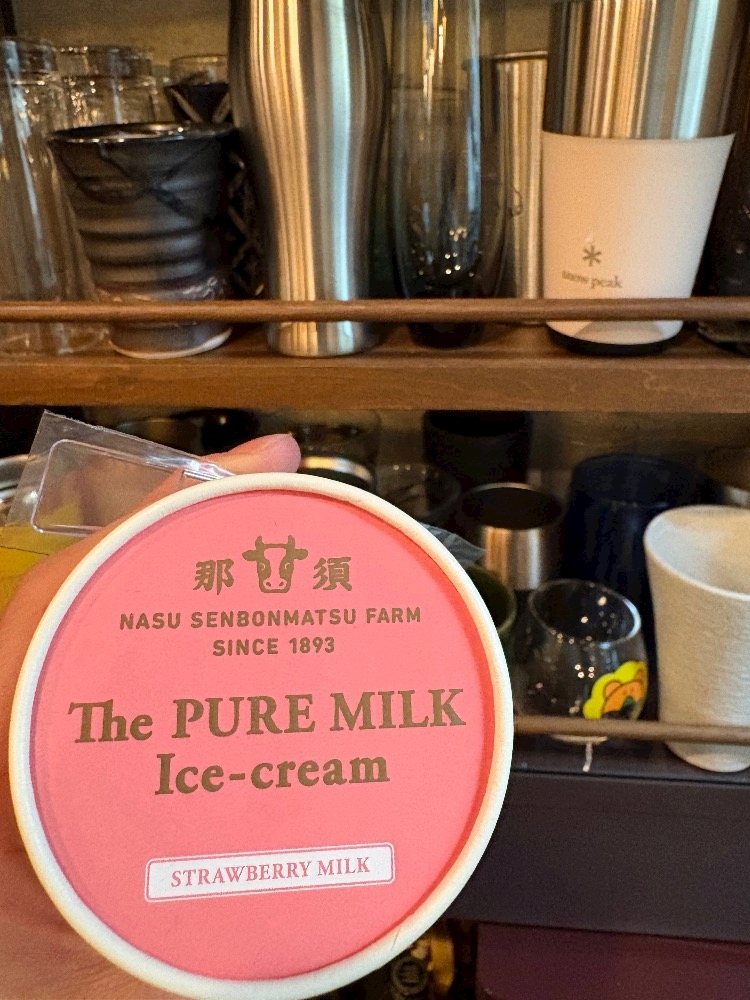 snow peak
那須
NASU SENBONMATSU FARM
SINCE 1893
The PURE MILK
Ice-cream
STRAWBERRY MILK